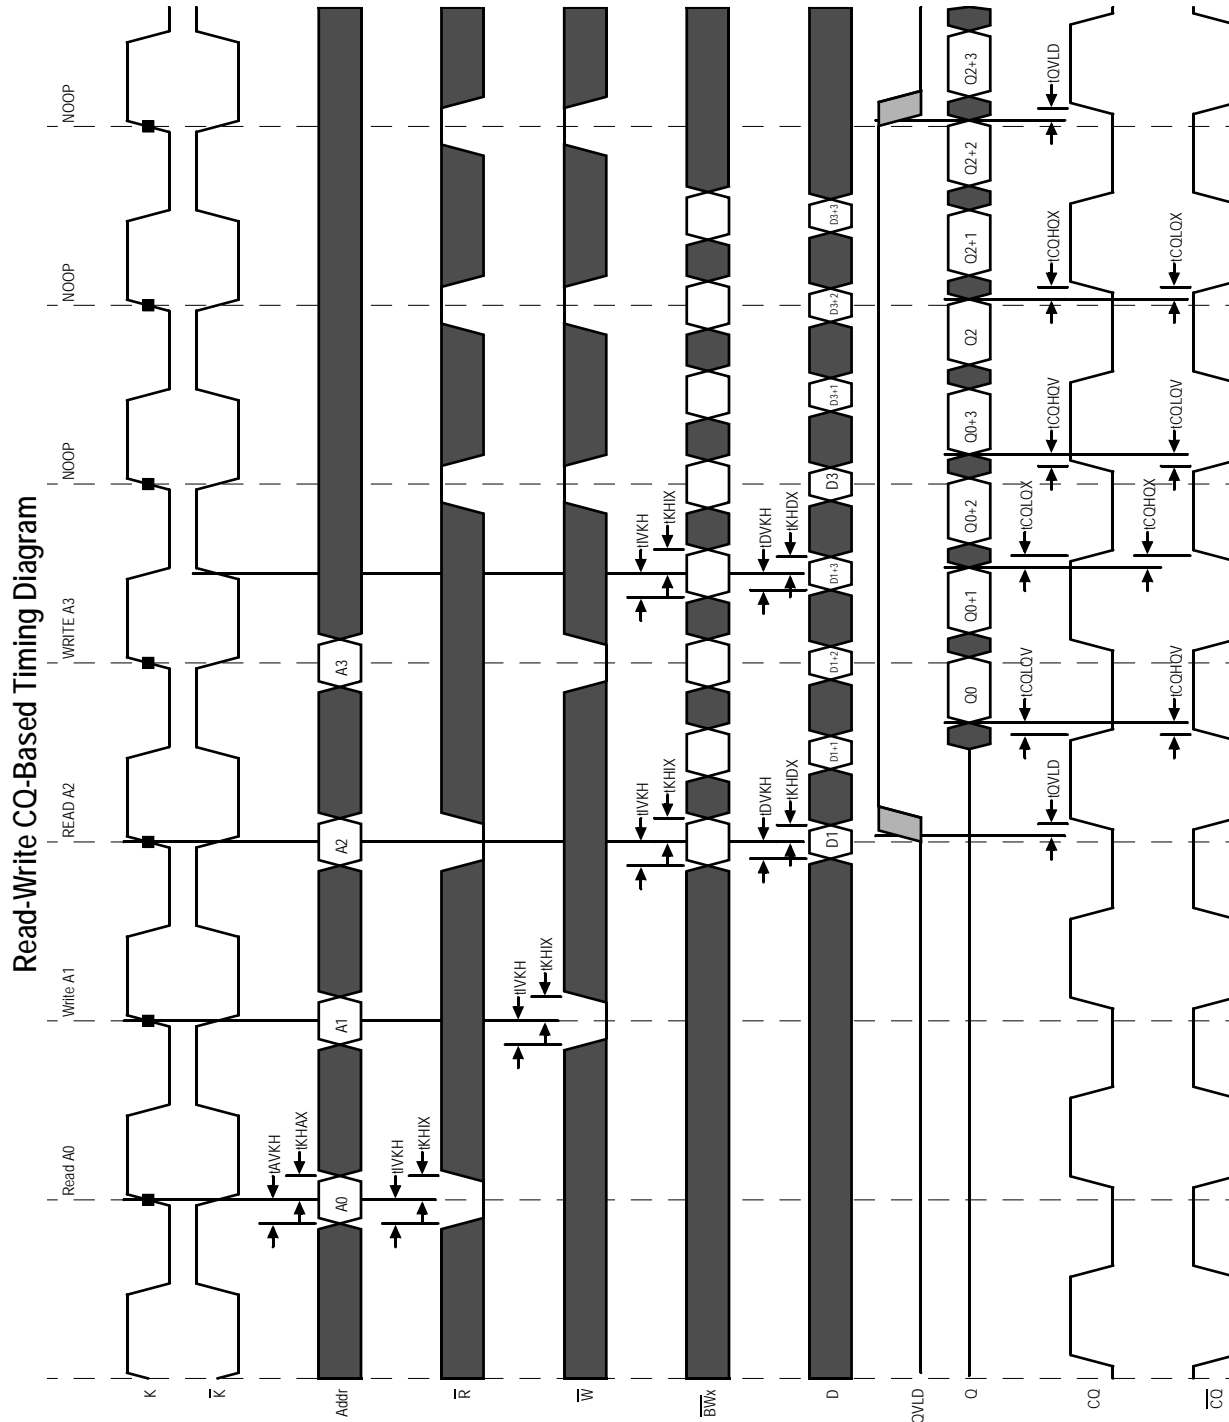 Read-Write CQ-Based Timing Diagram
Read A0
Write A1
READ A2
WRITE A3
NOOP
NOOP
NOOP
K
K
Addr
A0
A1
A2
A3
tAVKH
tKHAX
R
tIVKH
tKHIX
W
tIVKH
tKHIX
BWx
tIVKH
tKHIX
tIVKH
tKHIX
D
D1
D1+1
D1+2
D1+3
D3
D3+1
D3+2
D3+3
tDVKH
tKHDX
tDVKH
tKHDX
QVLD
Q
Q0
Q0+1
Q0+2
Q0+3
Q2
Q2+1
Q2+2
Q2+3
CQ
tQVLD
tCQLQV
tCQLQX
tCQHQV
tCQHQX
tQVLD
CQ
tCQHQV
tCQHQX
tCQLQV
tCQLQX